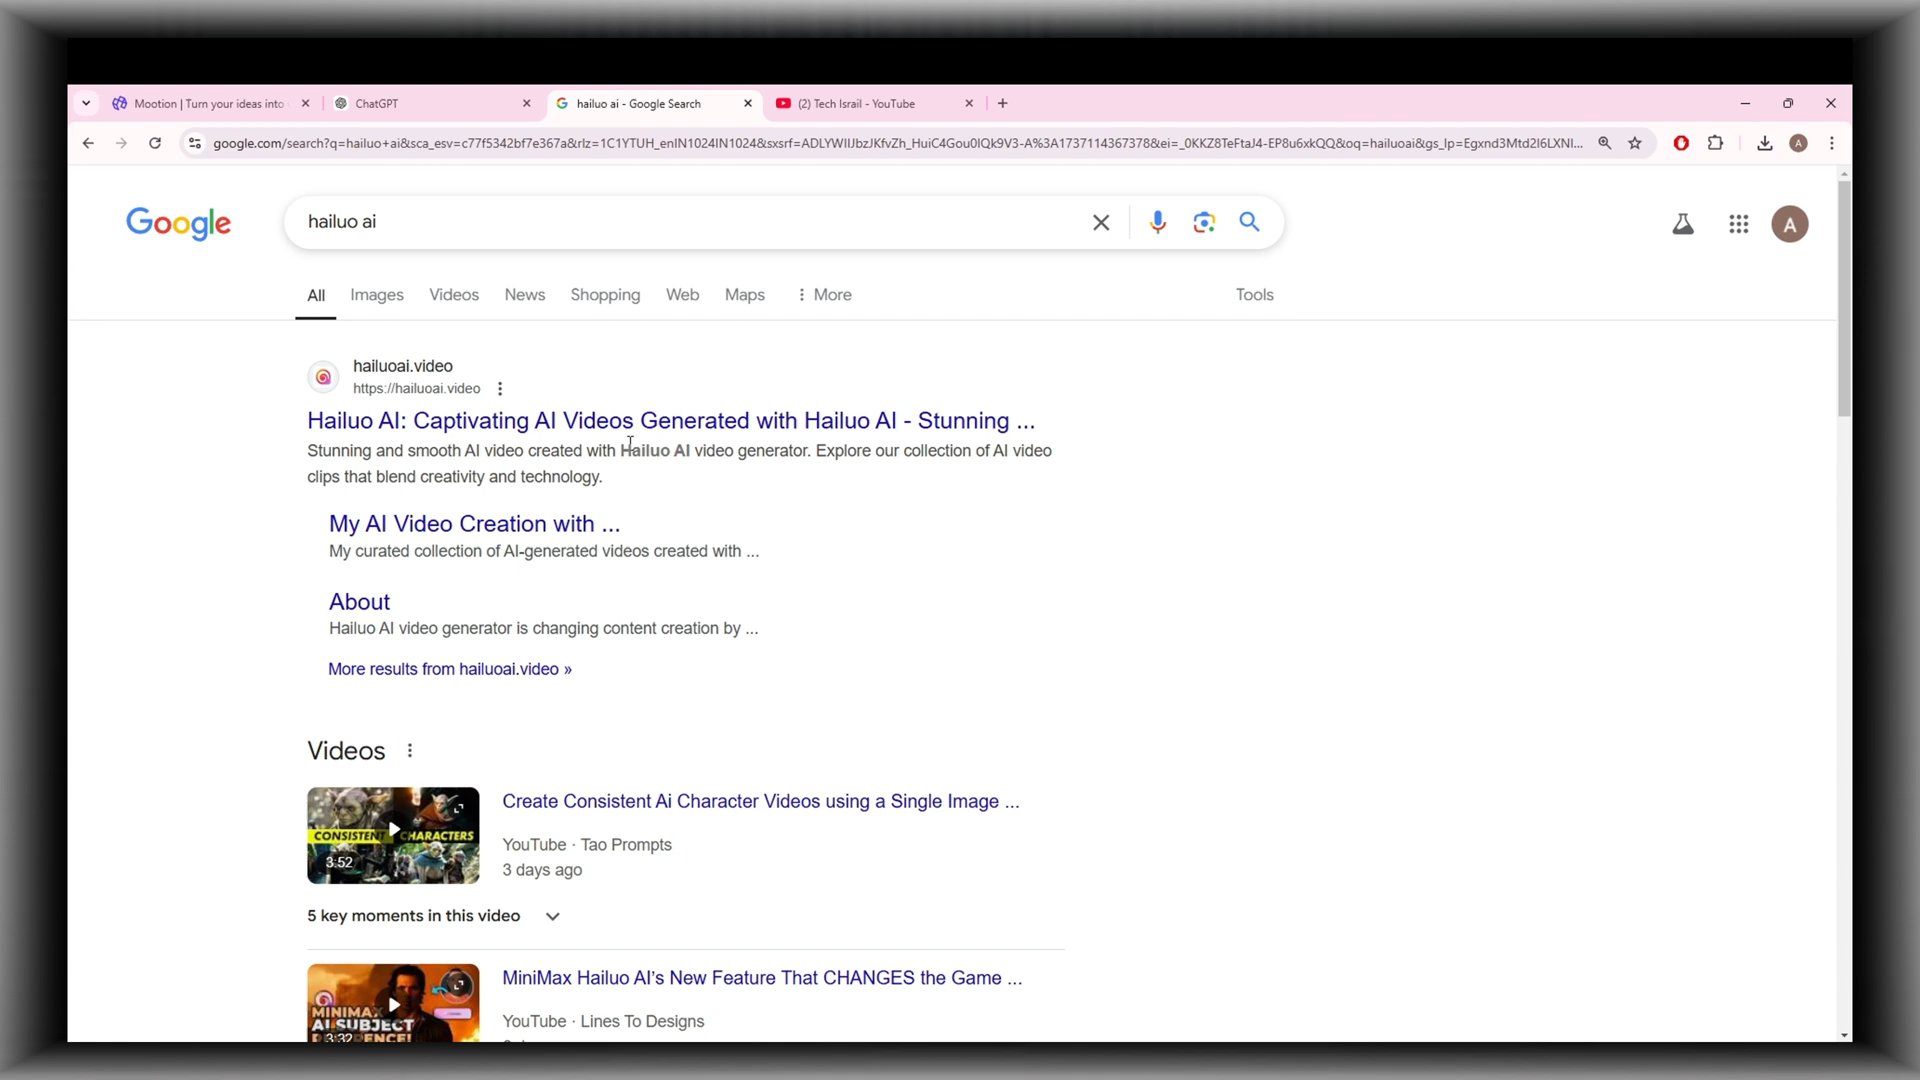 Mootion | Turn your ideas into
ChatGPT
hailuo ai - Google Search
(2) Tech Israil - YouTube
google.com/search?q=hailuo+ai&sca_esv=c77f5342bf7e367a&rlz=1C1YTUH_enIN1024IN1024&sxsrf=ADLYWIIJbzJKfvZh_HuiC4Gou0IQk9V3-A%3A1737114367378&ei=_0KKZ8TeFtaJ4-EP8u6xkQQ&oq=hailuoai&gs_lp=Egxnd3Mtd2l6LXNl...
A
Google
hailuo ai
A
All
Images
Videos
News
Shopping
Web
Maps
More
Tools
hailuoai.video
https://hailuoai.video
Hailuo AI: Captivating AI Videos Generated with Hailuo AI - Stunning ...
Stunning and smooth AI video created with Hailuo AI video generator. Explore our collection of AI video
clips that blend creativity and technology.
My AI Video Creation with ...
My curated collection of AI-generated videos created with ...
About
Hailuo AI video generator is changing content creation by ...
More results from hailuoai.video »
Videos
CONSISTENT CHARACTERS
3:52
Create Consistent Ai Character Videos using a Single Image ...
YouTube · Tao Prompts
3 days ago
5 key moments in this video
MINIMAX
AI SUBJECT
3:32
MiniMax Hailuo AI's New Feature That CHANGES the Game ...
YouTube · Lines To Designs